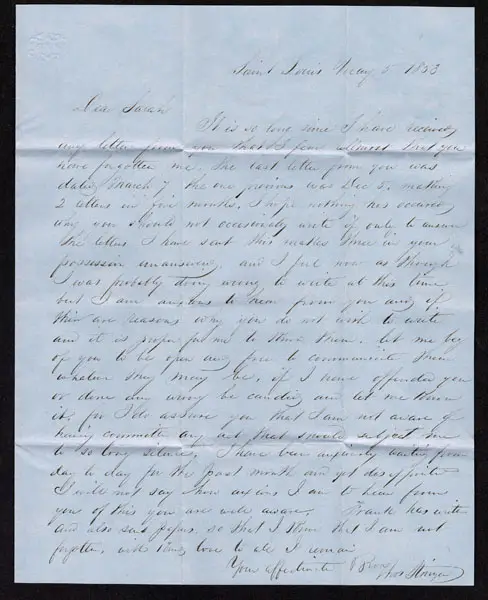 Saint Louis May 5 1853
Dear Sarah
It is so long since I have received
any letter from you that I fear almost that you
have forgotten me. The last letter from you was
dated March 7 the one previous was Dec 5, making
2 letters in five months, I hope nothing has occured
why you should not occasionly write if only to answer
the letters I have sent this makes three in your
possession unanswered, and I feel now as though
I was probably doing wrong to write at this time
but I am anxious to hear from you and if
their are reasons why you do not wish to write
and it is proper for me to know them. let me beg
of you to be open and free to communicate them
whatever they may be, if I have offended you
or done any wrong be candid and let me know
it, for I do assure you that I am not aware of
having committed any act that should subject me
to so long silence, I have been anxiously waiting from
day to day for the past month and yet dissapointed
I will not say how anxious I am to hear from
you of this you are well aware. Frank has written
and also sent papers, so that I think that I am not
forgotten, with kind love to all I remain
Your affectionate Bro